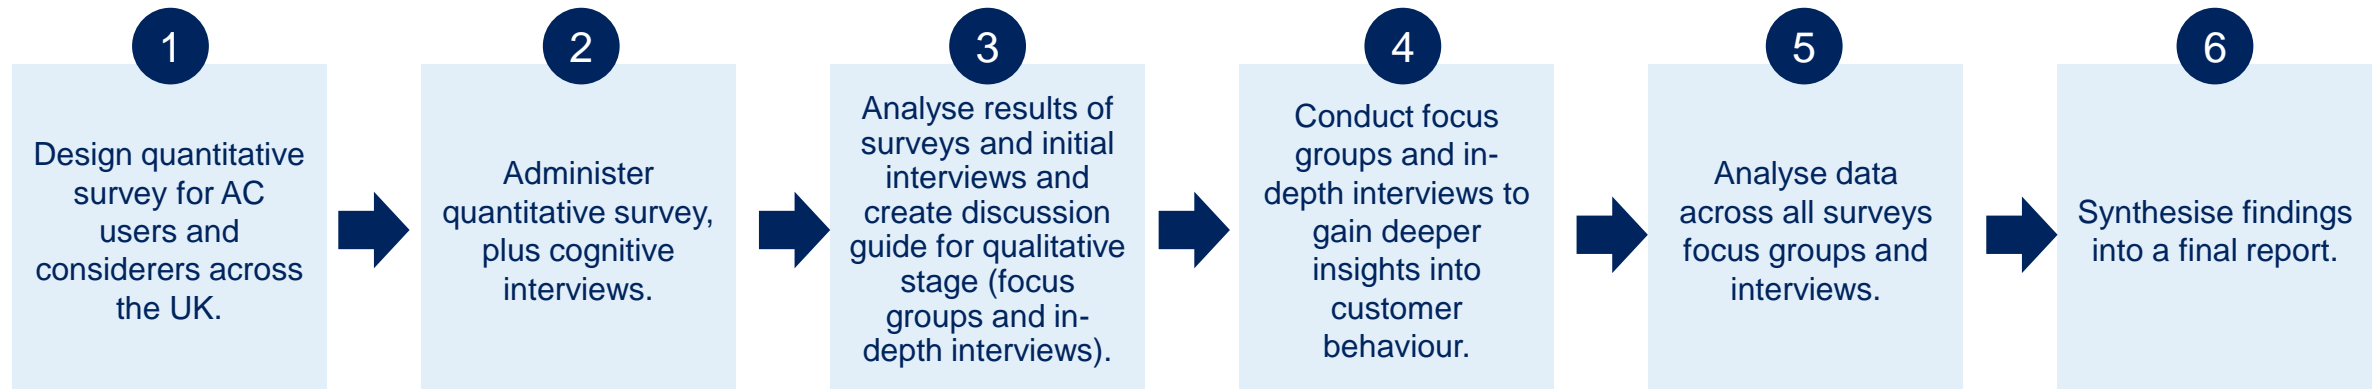 1
Design quantitative
survey for AC
users and
considerers across
the UK.
2
Administer
quantitative survey,
plus cognitive
interviews.
3
Analyse results of
surveys and initial
interviews and
create discussion
guide for qualitative
stage (focus
groups and in-
depth interviews).
4
Conduct focus
groups and in-
depth interviews to
gain deeper
insights into
customer
behaviour.
5
Analyse data
across all surveys
focus groups and
interviews.
6
Synthesise findings
into a final report.